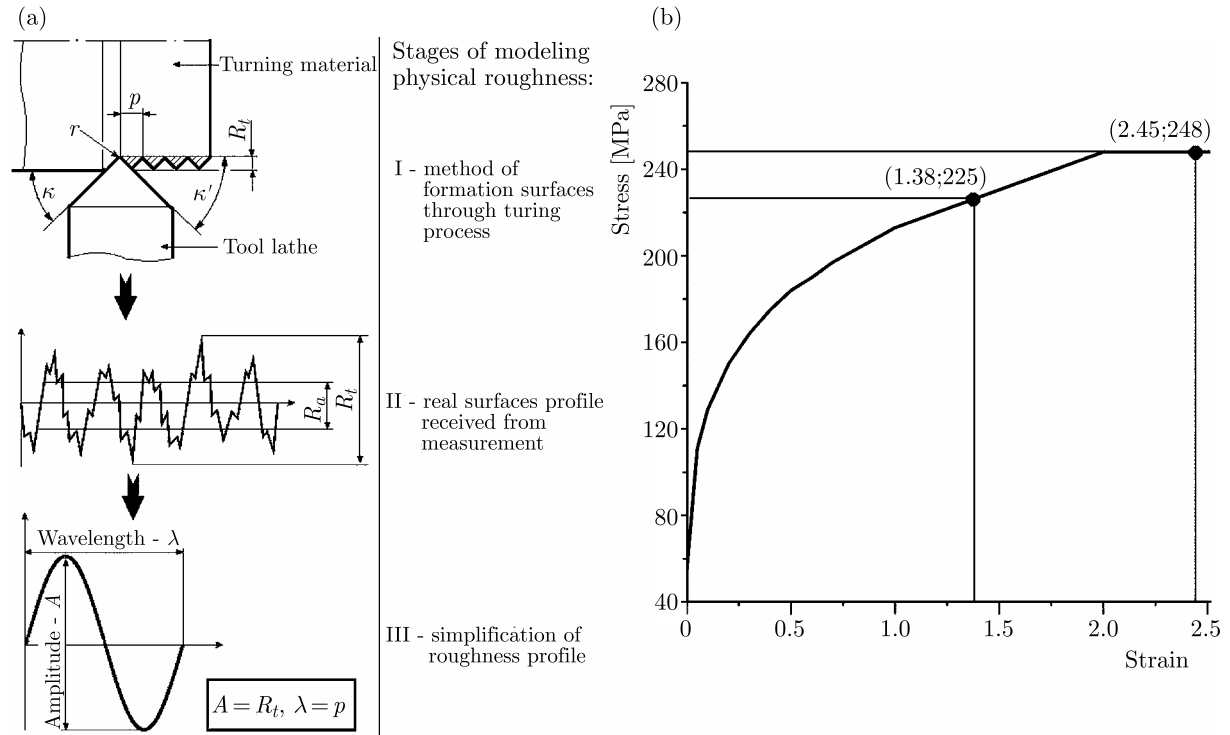 (a)
Turning material
p
r
R_t
κ
κ′
Tool lathe
R_a
R_t
Wavelength - λ
Amplitude - A
A = R_t, λ = p
Stages of modeling
physical roughness:
I - method of
formation surfaces
through turing
process
II - real surfaces profile
received from
measurement
III - simplification of
roughness profile
(b)
Stress [MPa]
280
240
200
160
120
80
40
(2.45;248)
(1.38;225)
0
0.5
1.0
1.5
2.0
2.5
Strain